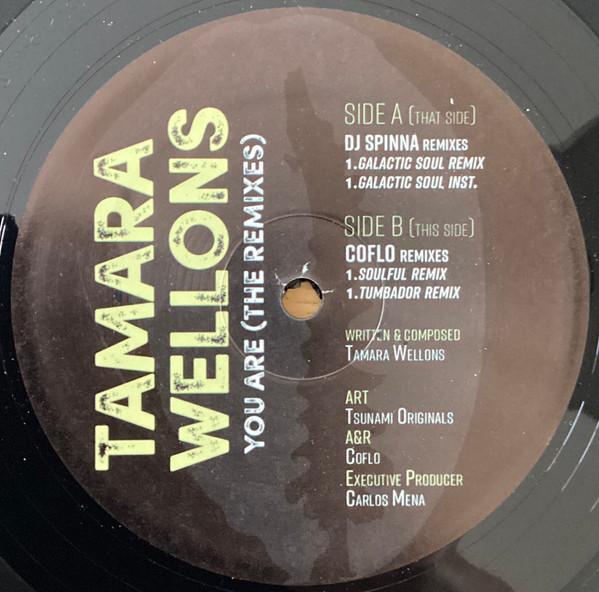 TAMARA
WELLONS
YOU ARE (THE REMIXES)
SIDE A (THAT SIDE)
DJ SPINNA REMIXES
1.GALACTIC SOUL REMIX
1.GALACTIC SOUL INST.
SIDE B (THIS SIDE)
COFLO REMIXES
1.SOULFUL REMIX
1.TUMBADOR REMIX
WRITTEN & COMPOSED
TAMARA WELLONS
ART
TSUNAMI ORIGINALS
A&R
COFLO
EXECUTIVE PRODUCER
CARLOS MENA